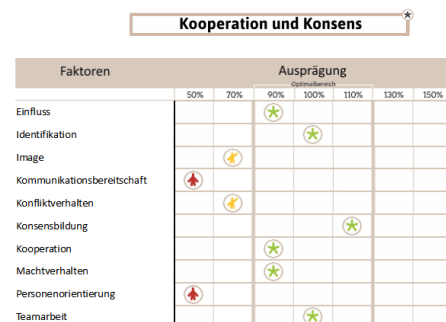 Kooperation und Konsens
Faktoren Ausprägung
Optimalbereich
50% 70% 90% 100% 110% 130% 150%
Einfluss
Identifikation
Image
Kommunikationsbereitschaft
Konfliktverhalten
Konsensbildung
Kooperation
Machtverhalten
Personenorientierung
Teamarbeit